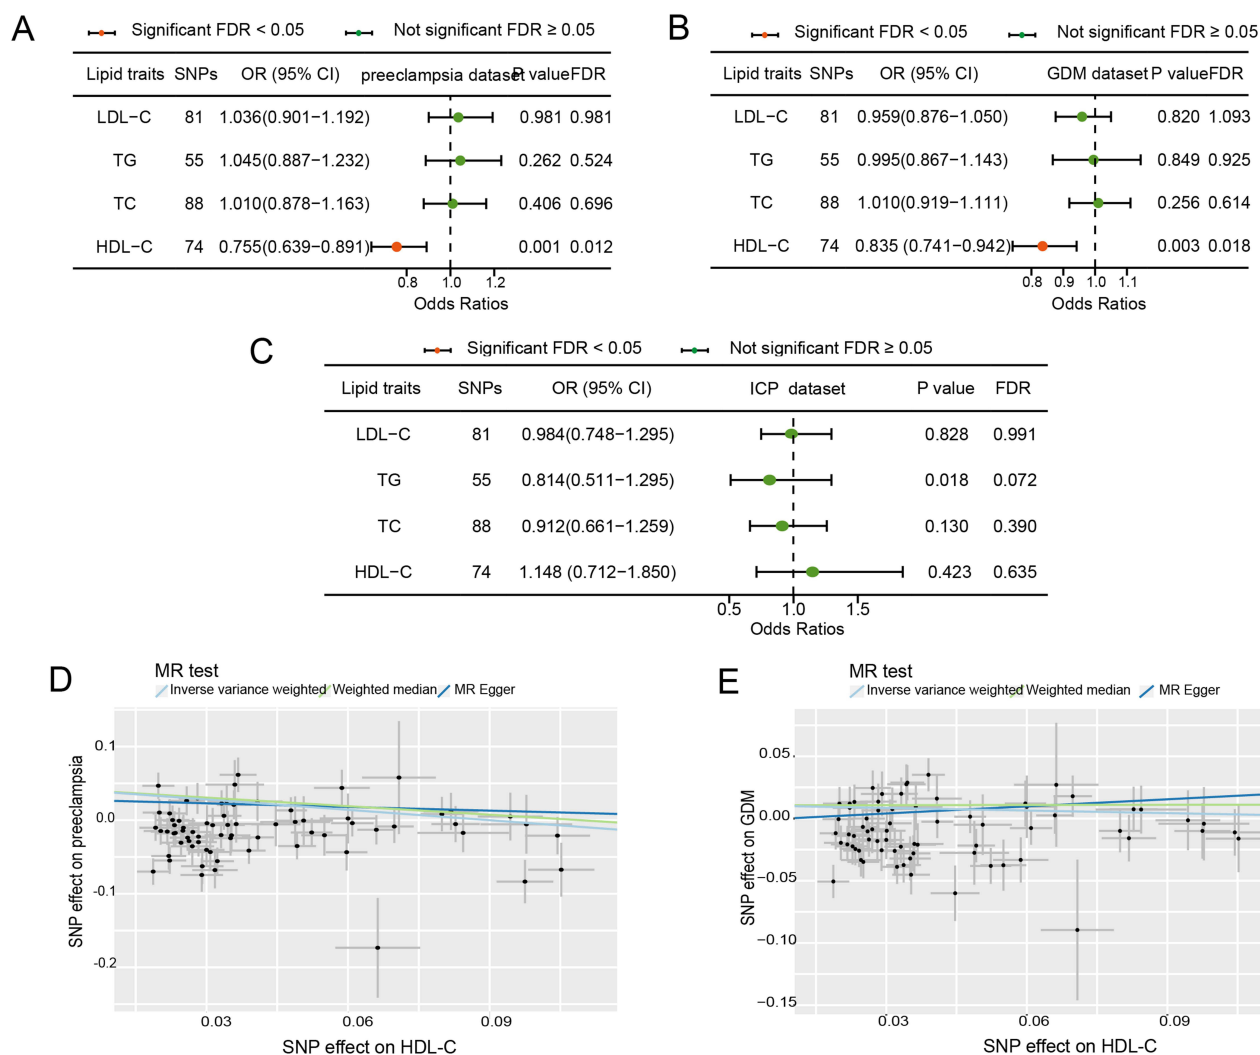 A
Significant FDR < 0.05 Not significant FDR ≥ 0.05
Lipid traits SNPs OR (95% CI) preeclampsia dataset P value FDR
LDL−C 81 1.036(0.901−1.192) 0.981 0.981
TG 55 1.045(0.887−1.232) 0.262 0.524
TC 88 1.010(0.878−1.163) 0.406 0.696
HDL−C 74 0.755(0.639−0.891) 0.001 0.012
0.8 1.0 1.2
Odds Ratios
B
Significant FDR < 0.05 Not significant FDR ≥ 0.05
Lipid traits SNPs OR (95% CI) GDM dataset P value FDR
LDL−C 81 0.959(0.876−1.050) 0.820 1.093
TG 55 0.995(0.867−1.143) 0.849 0.925
TC 88 1.010(0.919−1.111) 0.256 0.614
HDL−C 74 0.835 (0.741−0.942) 0.003 0.018
0.8 0.9 1.0 1.1
Odds Ratios
C
Significant FDR < 0.05 Not significant FDR ≥ 0.05
Lipid traits SNPs OR (95% CI) ICP dataset P value FDR
LDL−C 81 0.984(0.748−1.295) 0.828 0.991
TG 55 0.814(0.511−1.295) 0.018 0.072
TC 88 0.912(0.661−1.259) 0.130 0.390
HDL−C 74 1.148 (0.712−1.850) 0.423 0.635
0.5 1.0 1.5
Odds Ratios
D
MR test
Inverse variance weighted Weighted median MR Egger
SNP effect on preeclampsia
0.1
0.0
-0.1
-0.2
0.03 0.06 0.09
SNP effect on HDL-C
E
MR test
Inverse variance weighted Weighted median MR Egger
SNP effect on GDM
0.05
0.00
−0.05
−0.10
−0.15
0.03 0.06 0.09
SNP effect on HDL-C